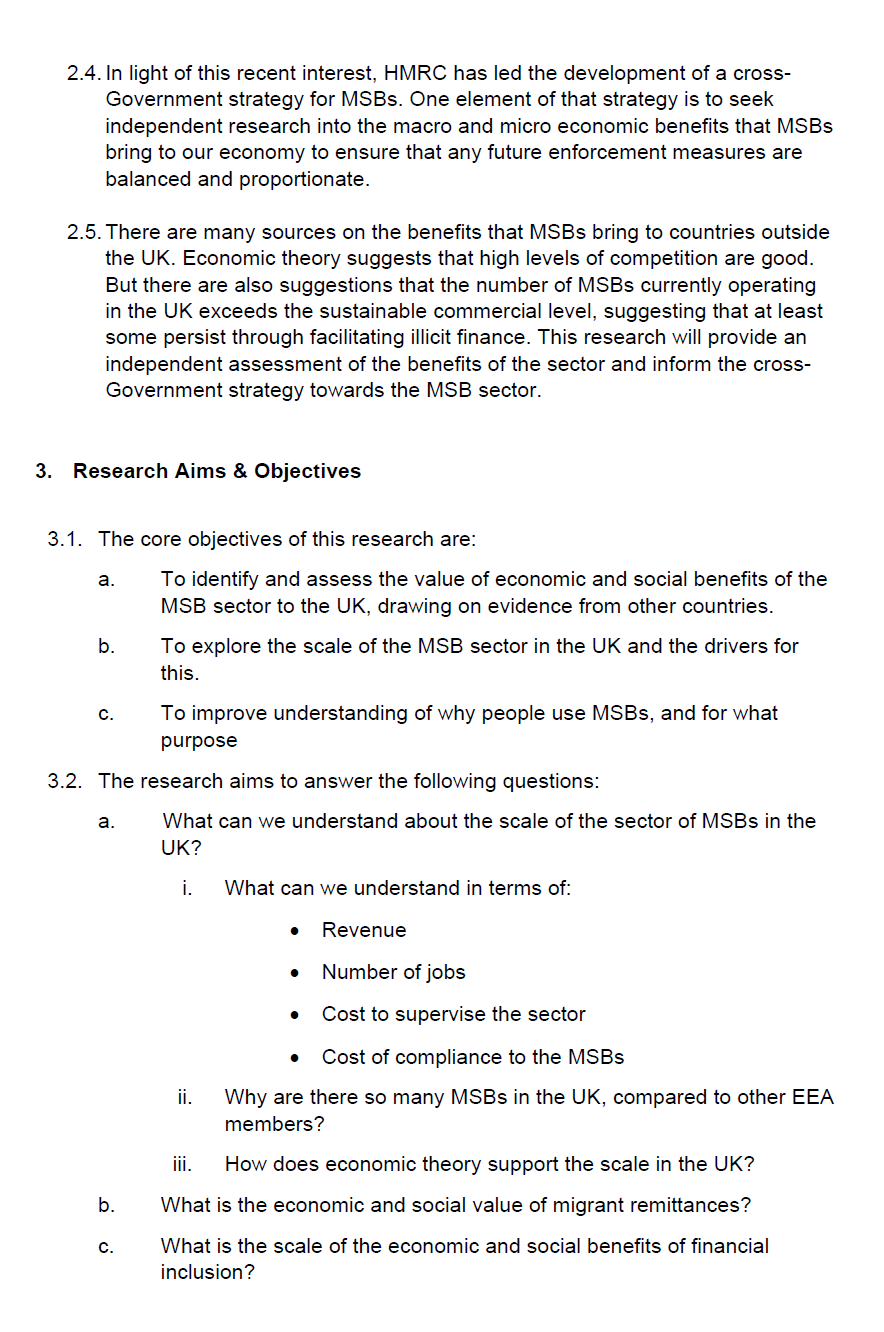 2.4. In light of this recent interest, HMRC has led the development of a cross-
Government strategy for MSBs. One element of that strategy is to seek
independent research into the macro and micro economic benefits that MSBs
bring to our economy to ensure that any future enforcement measures are
balanced and proportionate.
2.5. There are many sources on the benefits that MSBs bring to countries outside
the UK. Economic theory suggests that high levels of competition are good.
But there are also suggestions that the number of MSBs currently operating
in the UK exceeds the sustainable commercial level, suggesting that at least
some persist through facilitating illicit finance. This research will provide an
independent assessment of the benefits of the sector and inform the cross-
Government strategy towards the MSB sector.
3. Research Aims & Objectives
3.1. The core objectives of this research are:
a. To identify and assess the value of economic and social benefits of the
MSB sector to the UK, drawing on evidence from other countries.
b. To explore the scale of the MSB sector in the UK and the drivers for
this.
c. To improve understanding of why people use MSBs, and for what
purpose
3.2. The research aims to answer the following questions:
a. What can we understand about the scale of the sector of MSBs in the
UK?
i. What can we understand in terms of:
• Revenue
• Number of jobs
• Cost to supervise the sector
• Cost of compliance to the MSBs
ii. Why are there so many MSBs in the UK, compared to other EEA
members?
iii. How does economic theory support the scale in the UK?
b. What is the economic and social value of migrant remittances?
c. What is the scale of the economic and social benefits of financial
inclusion?